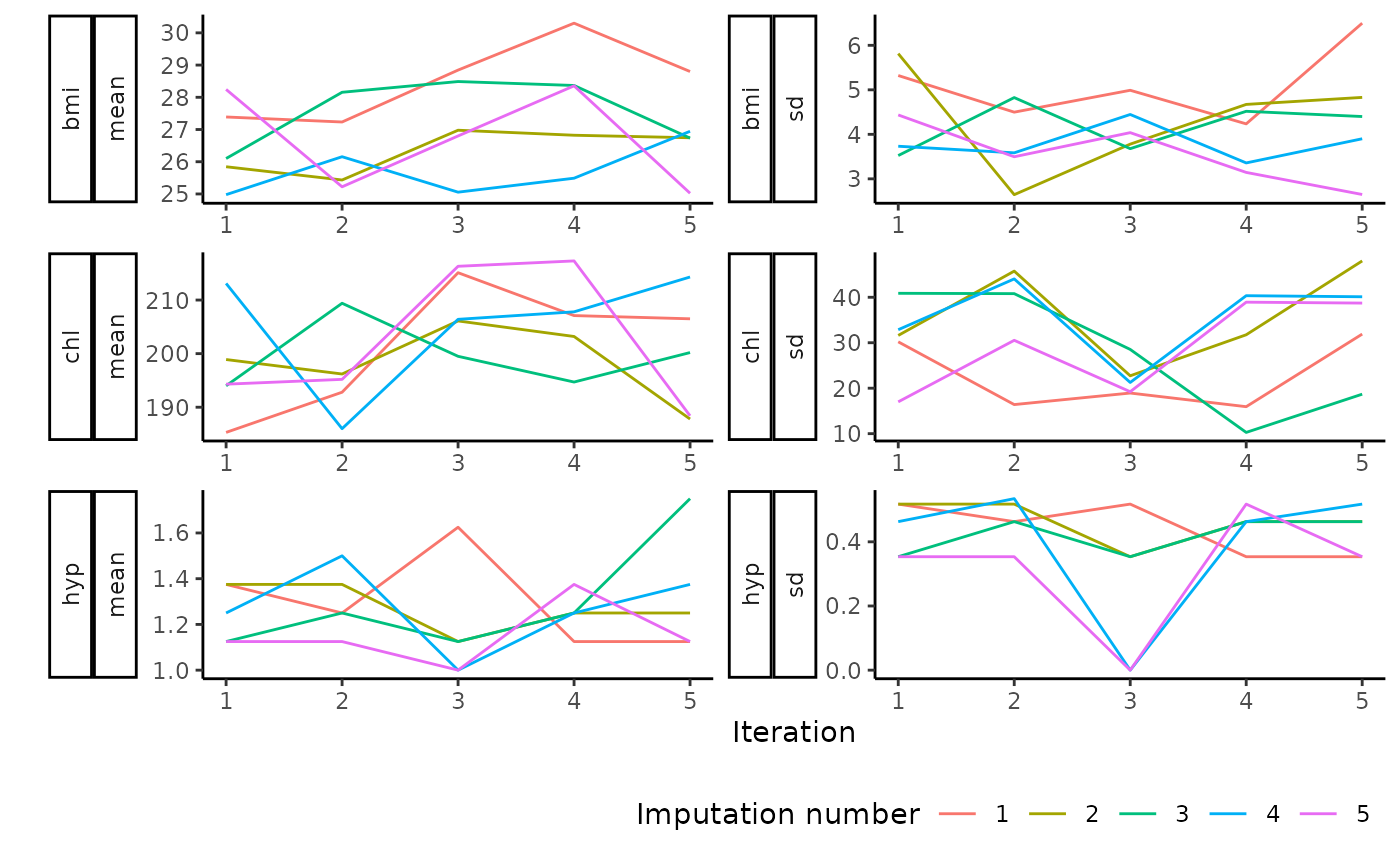 bmi mean 30 29 28 27 26 25
1 2 3 4 5
bmi sd 6 5 4 3
1 2 3 4 5
chl mean 210 200 190
1 2 3 4 5
chl sd 40 30 20 10
1 2 3 4 5
hyp mean 1.6 1.4 1.2 1.0
1 2 3 4 5
hyp sd 0.4 0.2 0.0
1 2 3 4 5
Iteration
Imputation number 1 2 3 4 5